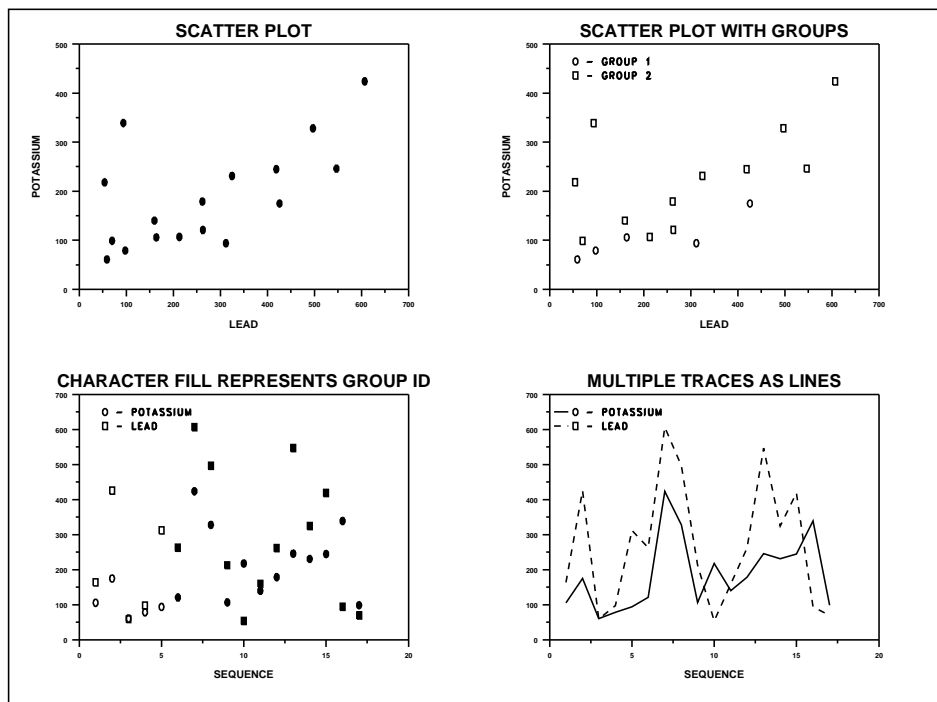 SCATTER PLOT
500
400
300
200
100
0
POTASSIUM
0 100 200 300 400 500 600 700
LEAD
SCATTER PLOT WITH GROUPS
O – GROUP 1
□ – GROUP 2
500
400
300
200
100
0
POTASSIUM
0 100 200 300 400 500 600 700
LEAD
CHARACTER FILL REPRESENTS GROUP ID
O – POTASSIUM
□ – LEAD
700
600
500
400
300
200
100
0
0 5 10 15 20
SEQUENCE
MULTIPLE TRACES AS LINES
O – POTASSIUM
□ – LEAD
700
600
500
400
300
200
100
0
0 5 10 15 20
SEQUENCE